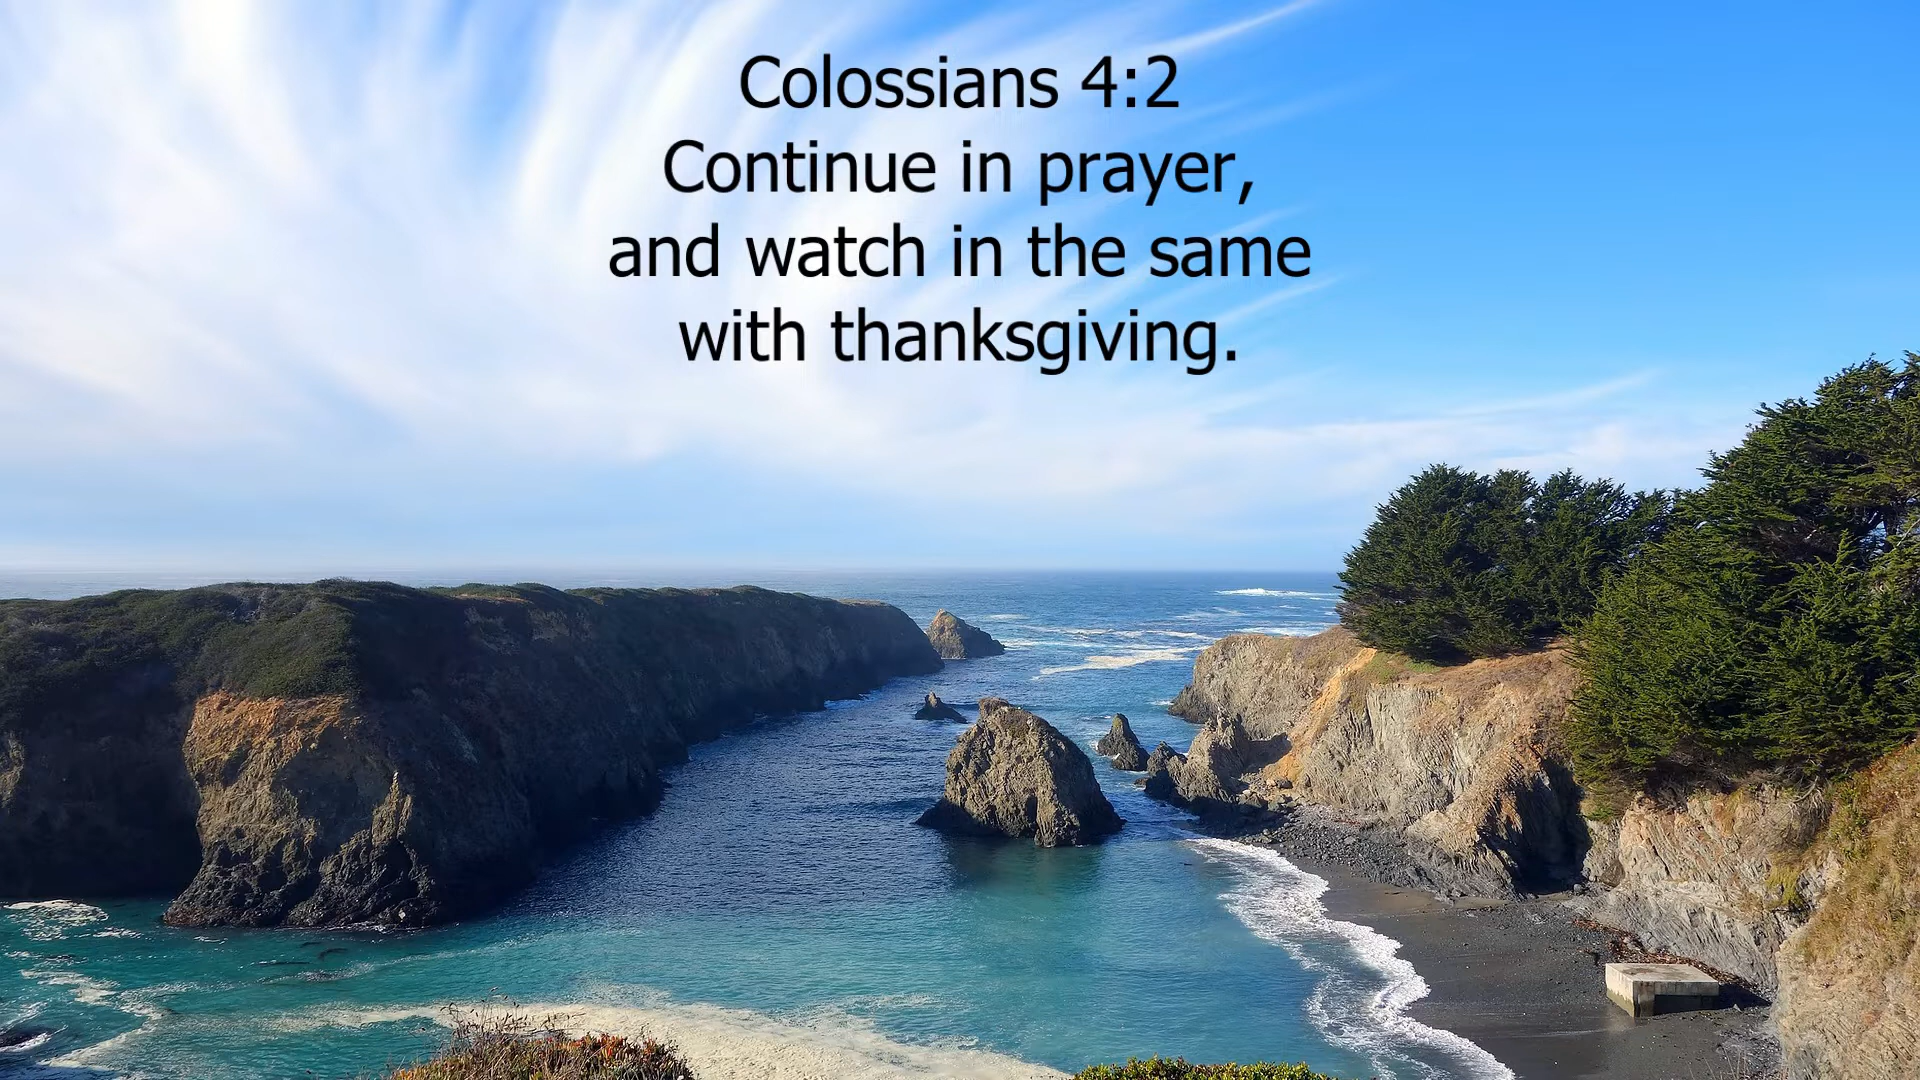 Colossians 4:2
Continue in prayer,
and watch in the same
with thanksgiving.